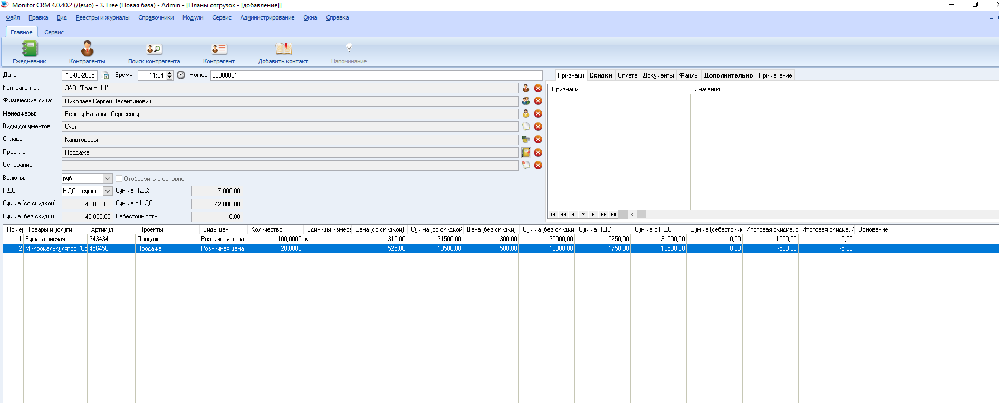 Monitor CRM 4.0.40.2 (Демо) - 3. Free (Новая база) - Admin - [Планы отгрузок - [добавление]]
Файл Правка Вид Реестры и журналы Справочники Модули Сервис Администрирование Окна Справка
Главное Сервис
Ежедневник Контрагенты Поиск контрагента Контрагент Добавить контакт Напоминание
Дата: 13-06-2025 Время: 11:34 Номер: 00000001
Контрагенты: ЗАО "Тракт НН"
Физические лица: Николаев Сергей Валентинович
Менеджеры: Белову Наталью Сергеевну
Виды документов: Счет
Склады: Канцтовары
Проекты: Продажа
Основание:
Валюты: руб. Отобразить в основной
НДС: НДС в сумме Сумма НДС: 7.000,00
Сумма (со скидкой): 42.000,00 Сумма с НДС: 42.000,00
Сумма (без скидки): 40.000,00 Себестоимость: 0,00
Признаки Скидки Оплата Документы Файлы Дополнительно Примечание
Признаки Значения
Номер Товары и услуги Артикул Проекты Виды цен Количество Единицы измере Цена (со скидкой) Сумма (со скидкой Цена (без скидки) Сумма (без скидки Сумма НДС Сумма с НДС Сумма (себестоимо Итоговая скидка, с Итоговая скидка, % Основание
1 Бумага писчая 343434 Продажа Розничная цена 100,0000 кор 315,00 31500,00 300,00 30000,00 5250,00 31500,00 0,00 -1500,00 -5,00
2 Микрокалькулятор "Со 456456 Продажа Розничная цена 20,0000 525,00 10500,00 500,00 10000,00 1750,00 10500,00 0,00 -500,00 -5,00